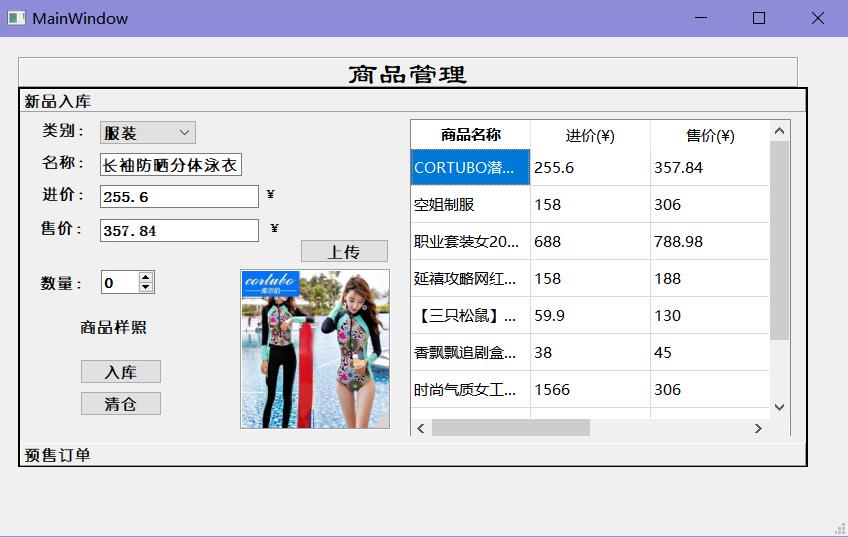 MainWindow
商品管理
新品入库
类别： 服装
名称： 长袖防晒分体泳衣
进价： 255.6 ¥
售价： 357.84 ¥
上传
数量： 0
商品样照
入库
清仓
cortubo
库尔伯
商品名称 进价(¥) 售价(¥)
CORTUBO潜... 255.6 357.84
空姐制服 158 306
职业套装女20... 688 788.98
延禧攻略网红... 158 188
【三只松鼠】... 59.9 130
香飘飘追剧盒... 38 45
时尚气质女工... 1566 306
预售订单